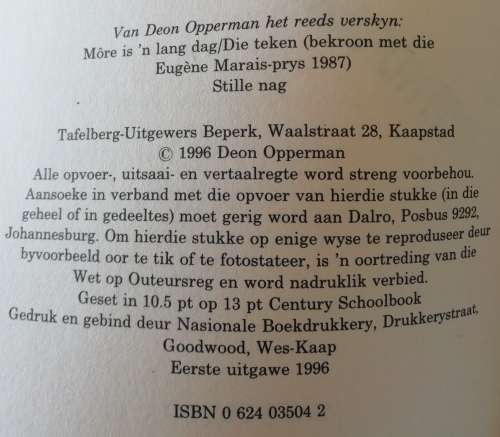 Van Deon Opperman het reeds verskyn:
Môre is 'n lang dag/Die teken (bekroon met die
Eugène Marais-prys 1987)
Stille nag
Tafelberg-Uitgewers Beperk, Waalstraat 28, Kaapstad
© 1996 Deon Opperman
Alle opvoer-, uitsaai- en vertaalregte word streng voorbehou.
Aansoeke in verband met die opvoer van hierdie stukke (in die
geheel of in gedeeltes) moet gerig word aan Dalro, Posbus 9292,
Johannesburg. Om hierdie stukke op enige wyse te reproduseer deur
byvoorbeeld oor te tik of te fotostateer, is 'n oortreding van die
Wet op Outeursreg en word nadruklik verbied.
Geset in 10.5 pt op 13 pt Century Schoolbook
Gedruk en gebind deur Nasionale Boekdrukkery, Drukkerystraat,
Goodwood, Wes-Kaap
Eerste uitgawe 1996
ISBN 0 624 03504 2